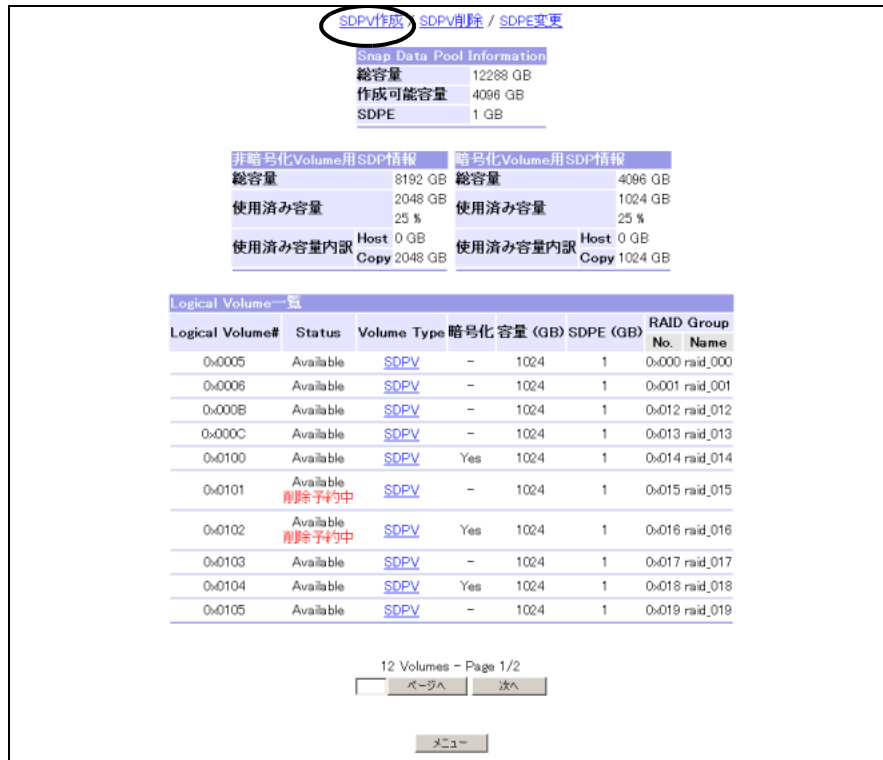 SDPV作成 / SDPV削除 / SDPE変更
Snap Data Pool Information
総容量 12288 GB
作成可能容量 4096 GB
SDPE 1 GB
非暗号化Volume用SDP情報
総容量 8192 GB
使用済み容量 2048 GB
25 %
使用済み容量内訳 Host 0 GB
Copy 2048 GB
暗号化Volume用SDP情報
総容量 4096 GB
使用済み容量 1024 GB
25 %
使用済み容量内訳 Host 0 GB
Copy 1024 GB
Logical Volume一覧
Logical Volume# Status Volume Type 暗号化 容量 (GB) SDPE (GB) RAID Group
No. Name
0x0005 Available SDPV - 1024 1 0x000 raid_000
0x0006 Available SDPV - 1024 1 0x001 raid_001
0x000B Available SDPV - 1024 1 0x012 raid_012
0x000C Available SDPV - 1024 1 0x013 raid_013
0x0100 Available SDPV Yes 1024 1 0x014 raid_014
0x0101 Available 削除予約中 SDPV - 1024 1 0x015 raid_015
0x0102 Available 削除予約中 SDPV Yes 1024 1 0x016 raid_016
0x0103 Available SDPV - 1024 1 0x017 raid_017
0x0104 Available SDPV Yes 1024 1 0x018 raid_018
0x0105 Available SDPV - 1024 1 0x019 raid_019
12 Volumes - Page 1/2
ページへ 次へ
メニュー